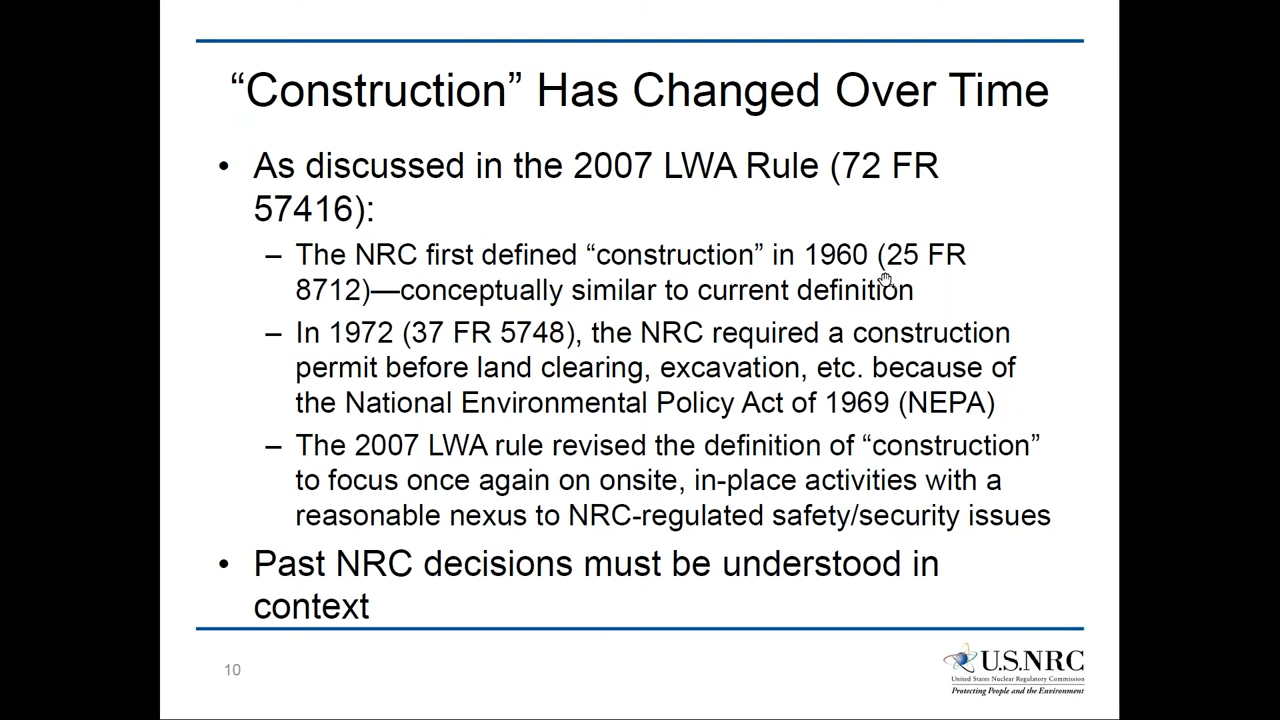 “Construction” Has Changed Over Time
• As discussed in the 2007 LWA Rule (72 FR
57416):
– The NRC first defined “construction” in 1960 (25 FR
8712)—conceptually similar to current definition
– In 1972 (37 FR 5748), the NRC required a construction
permit before land clearing, excavation, etc. because of
the National Environmental Policy Act of 1969 (NEPA)
– The 2007 LWA rule revised the definition of “construction”
to focus once again on onsite, in-place activities with a
reasonable nexus to NRC-regulated safety/security issues
• Past NRC decisions must be understood in
context
10
U.S.NRC
United States Nuclear Regulatory Commission
Protecting People and the Environment